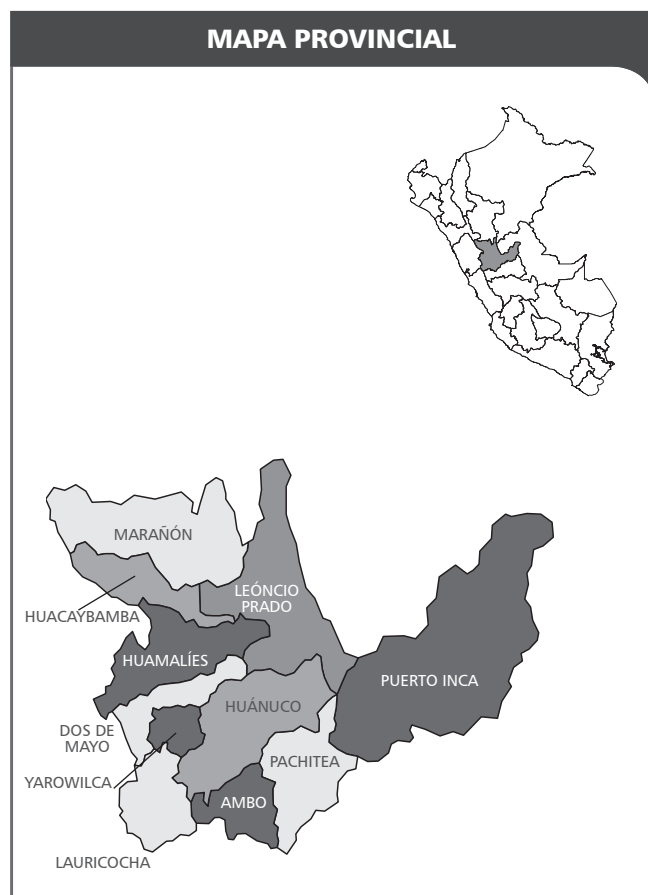 MAPA PROVINCIAL
MARAÑÓN
LEÓNCIO
PRADO
HUACAYBAMBA
HUAMALÍES
PUERTO INCA
HUÁNUCO
DOS DE
MAYO
PACHITEA
YAROWILCA
AMBO
LAURICOCHA